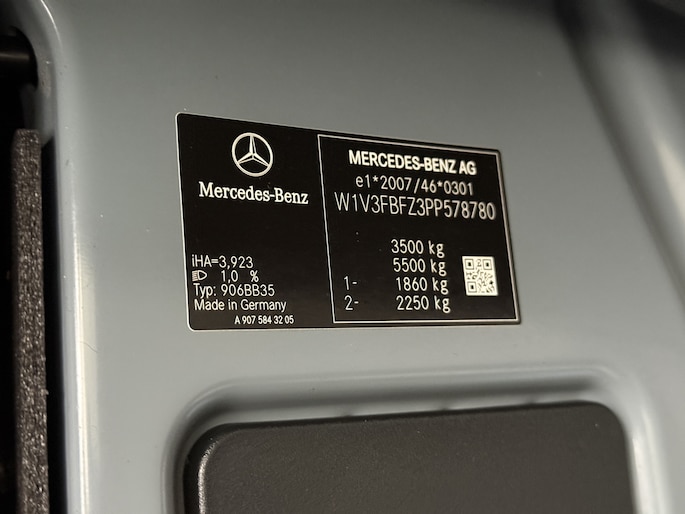 Mercedes-Benz
iHA=3,923
1,0 %
Typ: 906BB35
Made in Germany
A 907 584 32 05
MERCEDES-BENZ AG
e1*2007/46*0301
W1V3FBFZ3PP578780
3500 kg
5500 kg
1- 1860 kg
2- 2250 kg